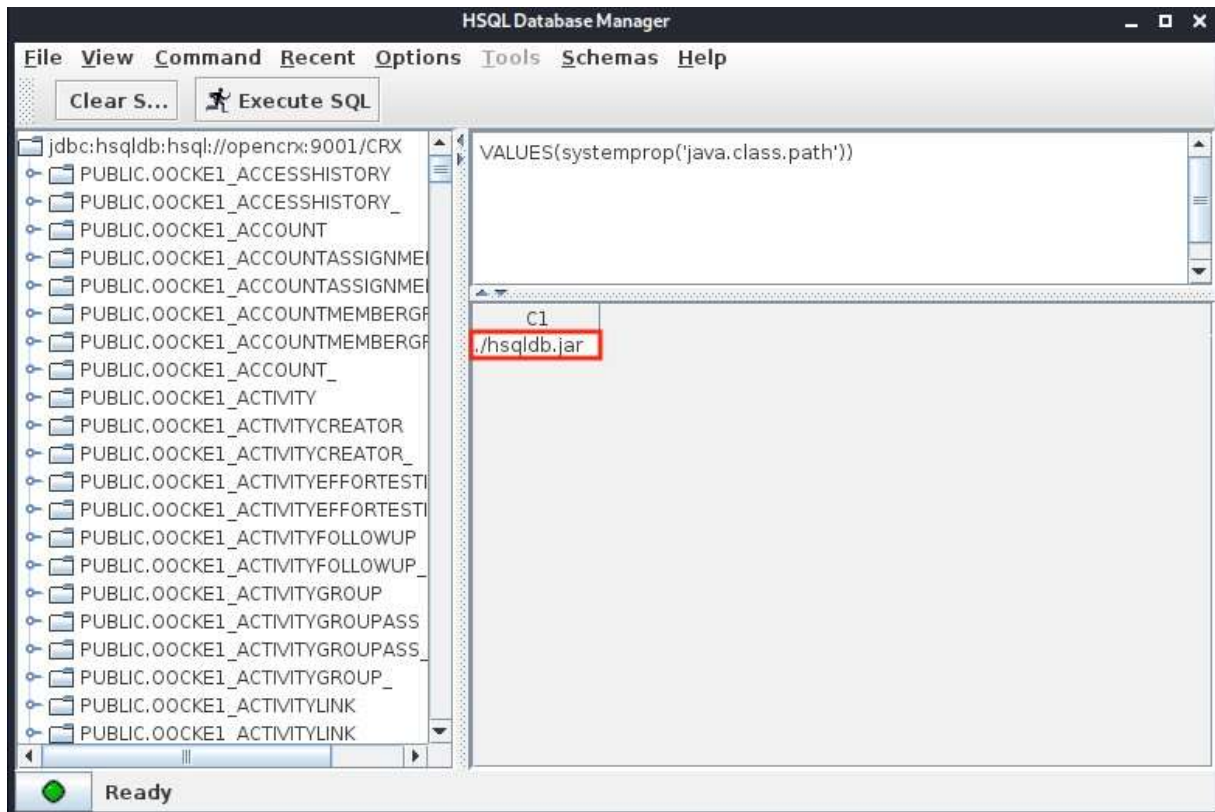 HSQL Database Manager
File View Command Recent Options Tools Schemas Help
Clear S... Execute SQL
jdbc:hsqldb:hsql://opencrx:9001/CRX
PUBLIC.OOCKE1_ACCESSHISTORY
PUBLIC.OOCKE1_ACCESSHISTORY_
PUBLIC.OOCKE1_ACCOUNT
PUBLIC.OOCKE1_ACCOUNTASSIGNMEI
PUBLIC.OOCKE1_ACCOUNTASSIGNMEI
PUBLIC.OOCKE1_ACCOUNTMEMBERGF
PUBLIC.OOCKE1_ACCOUNTMEMBERGF
PUBLIC.OOCKE1_ACCOUNT_
PUBLIC.OOCKE1_ACTIVITY
PUBLIC.OOCKE1_ACTIVITYCREATOR
PUBLIC.OOCKE1_ACTIVITYCREATOR_
PUBLIC.OOCKE1_ACTIVITYEFFORTESTI
PUBLIC.OOCKE1_ACTIVITYEFFORTESTI
PUBLIC.OOCKE1_ACTIVITYFOLLOWUP
PUBLIC.OOCKE1_ACTIVITYFOLLOWUP_
PUBLIC.OOCKE1_ACTIVITYGROUP
PUBLIC.OOCKE1_ACTIVITYGROUPASS
PUBLIC.OOCKE1_ACTIVITYGROUPASS_
PUBLIC.OOCKE1_ACTIVITYGROUP_
PUBLIC.OOCKE1_ACTIVITYLINK
PUBLIC.OOCKE1_ACTIVITYLINK
VALUES(systemprop('java.class.path'))
C1
./hsqldb.jar
Ready